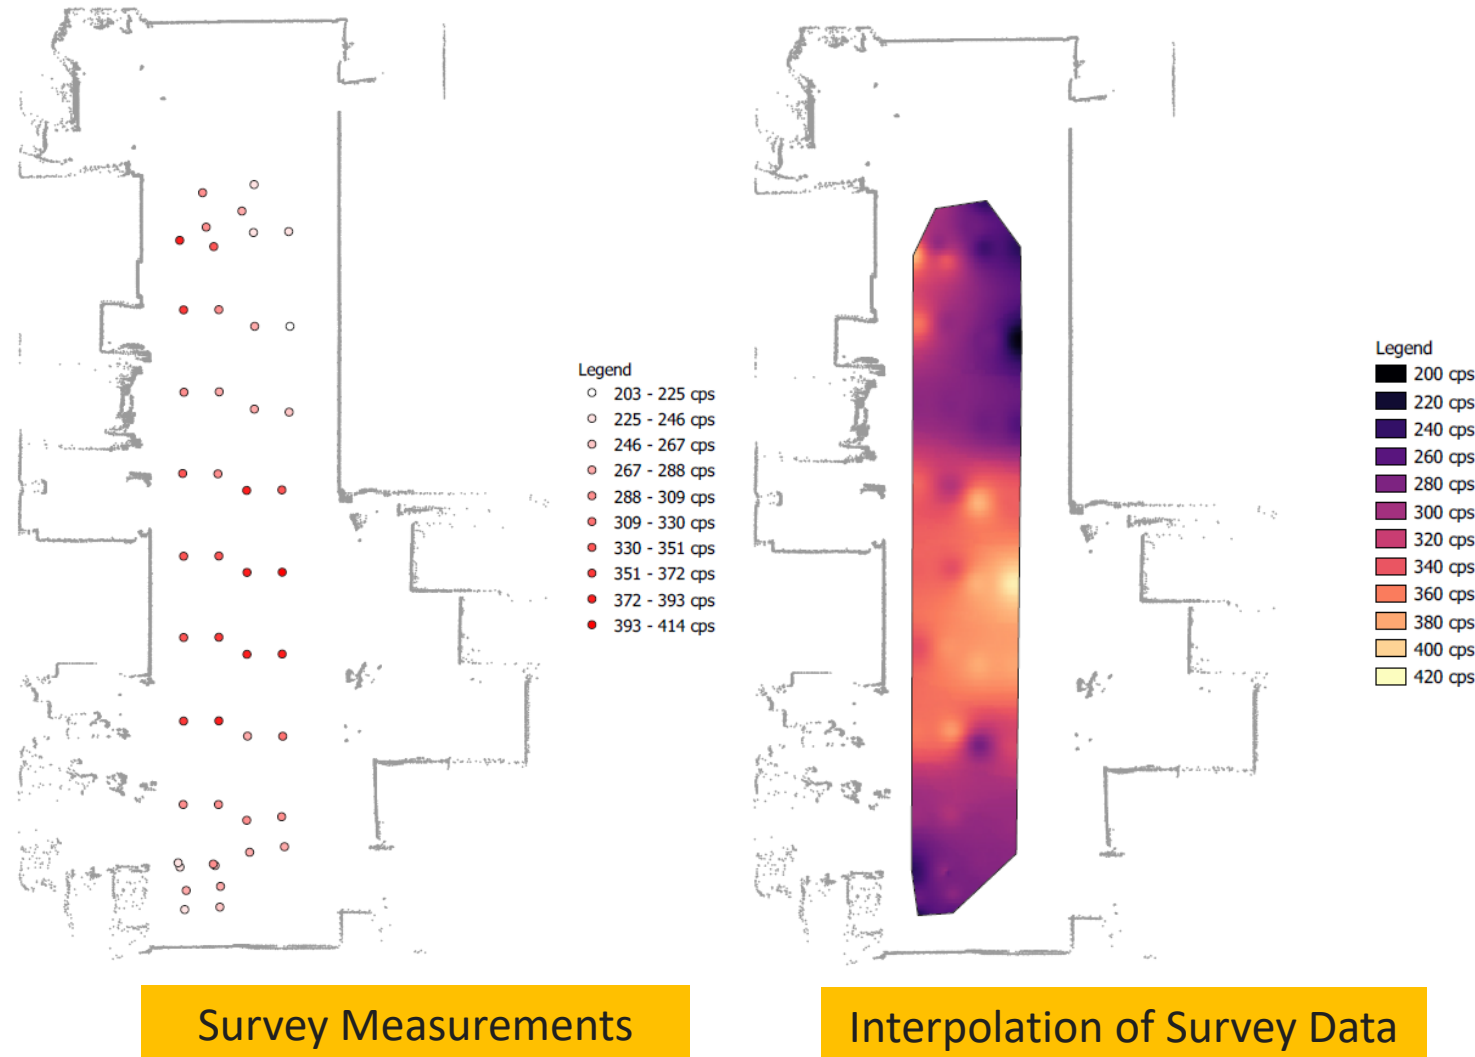 Legend
203 - 225 cps
225 - 246 cps
246 - 267 cps
267 - 288 cps
288 - 309 cps
309 - 330 cps
330 - 351 cps
351 - 372 cps
372 - 393 cps
393 - 414 cps
Legend
200 cps
220 cps
240 cps
260 cps
280 cps
300 cps
320 cps
340 cps
360 cps
380 cps
400 cps
420 cps
Survey Measurements
Interpolation of Survey Data